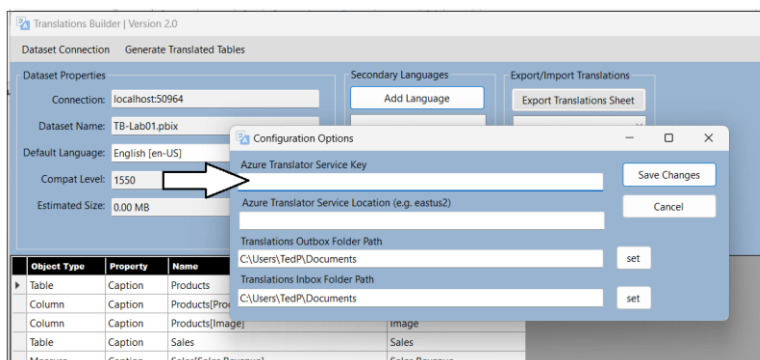 Translations Builder | Version 2.0
Dataset Connection Generate Translated Tables
Dataset Properties
Connection: localhost:50964
Dataset Name: TB-Lab01.pbix
Default Language: English [en-US]
Compat Level: 1550
Estimated Size: 0.00 MB
Secondary Languages
Add Language
Export/Import Translations
Export Translations Sheet
Configuration Options
Azure Translator Service Key
Azure Translator Service Location (e.g. eastus2)
Translations Outbox Folder Path
C:\Users\TedP\Documents set
Translations Inbox Folder Path
C:\Users\TedP\Documents set
Save Changes
Cancel
Object Type Property Name
Table Caption Products
Column Caption
Column Caption Products[Image] Image
Table Caption Sales Sales